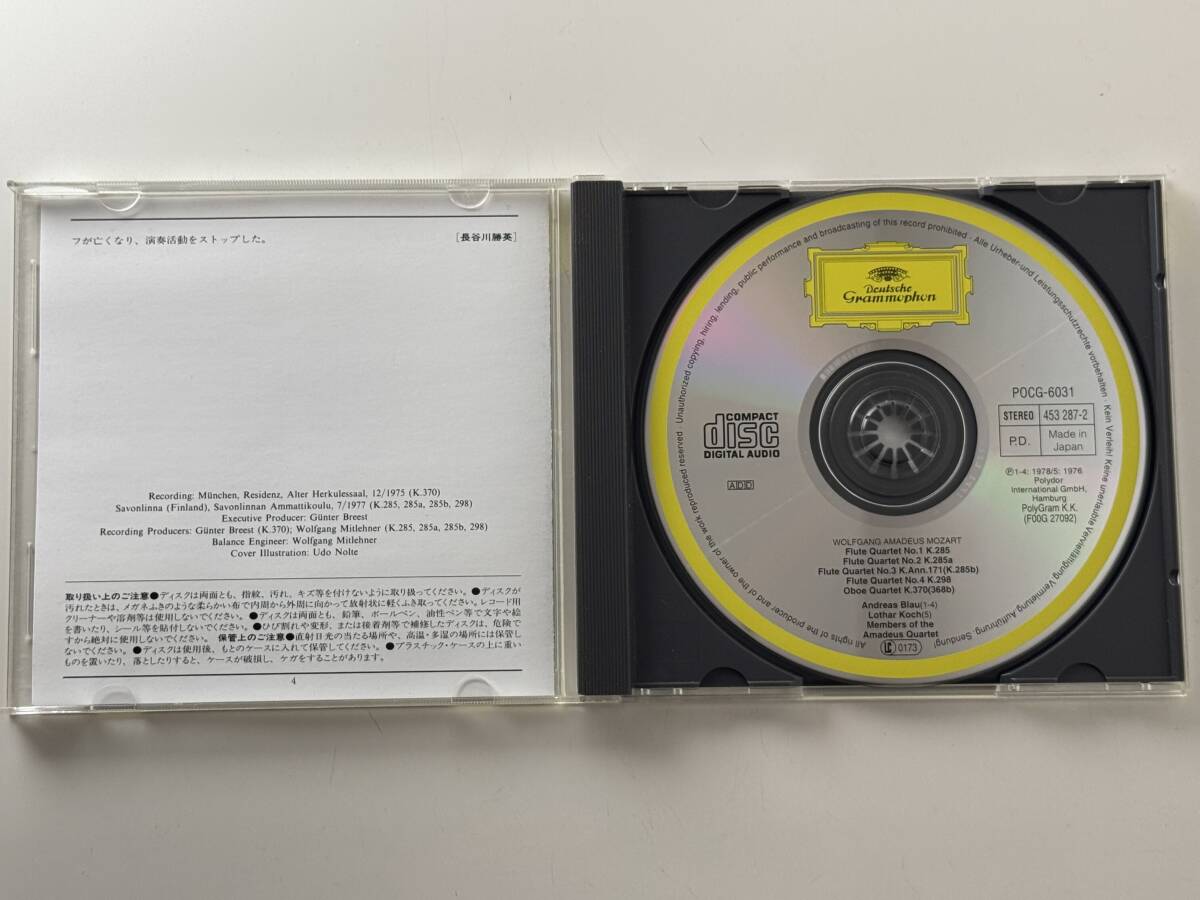 フが亡くなり、演奏活動をストップした。 [長谷川勝英]
Recording: München, Residenz, Alter Herkulessaal, 12/1975 (K.370)
Savonlinna (Finland), Savonlinnan Ammattikoulu, 7/1977 (K.285, 285a, 285b, 298)
Executive Producer: Günter Breest
Recording Producers: Günter Breest (K.370); Wolfgang Mitlehner (K.285, 285a, 285b, 298)
Balance Engineer: Wolfgang Mitlehner
Cover Illustration: Udo Nolte
取り扱い上のご注意●ディスクは両面とも、指紋、汚れ、キズ等を付けないように取り扱ってください。●ディスクが
汚れたときは、メガネふきのような柔らかい布で内周から外周に向かって放射状に軽くふき取ってください。レコード用
クリーナーや溶剤等は使用しないでください。●ディスクは両面とも、鉛筆、ボールペン、油性ペン等で文字や絵
を書いたり、シール等を貼付しないでください。●ひび割れや変形、または接着剤等で補修したディスクは、危険で
すから絶対に使用しないでください。 保管上のご注意●直射日光の当たる場所や、高温・多湿の場所には保管し
ないでください。●ディスクは使用後、もとのケースに入れて保管してください。●プラスチック・ケースの上に重い
ものを置いたり、落としたりすると、ケースが破損し、ケガをすることがあります。
4
All rights of the producer and of the owner of the work reproduced reserved · Unauthorized copying, hiring, lending, public performance and broadcasting of this record prohibited · Alle Urheber-und Leistungsschutzrechte vorbehalten · Kein Verleih! Keine unerlaubte Vervielfältigung, Vermietung, Aufführung, Sendung!
Deutsche
Grammophon
COMPACT
disc
DIGITAL AUDIO
ADD
POCG-6031
STEREO 453 287-2
P.D. Made in
Japan
℗1-4: 1978/5: 1976
Polydor
International GmbH,
Hamburg
PolyGram K.K.
(F00G 27092)
WOLFGANG AMADEUS MOZART
Flute Quartet No.1 K.285
Flute Quartet No.2 K.285a
Flute Quartet No.3 K.Ann.171(K.285b)
Flute Quartet No.4 K.298
Oboe Quartet K.370(368b)
Andreas Blau(1-4)
Lothar Koch(5)
Members of the
Amadeus Quartet
LC 0173